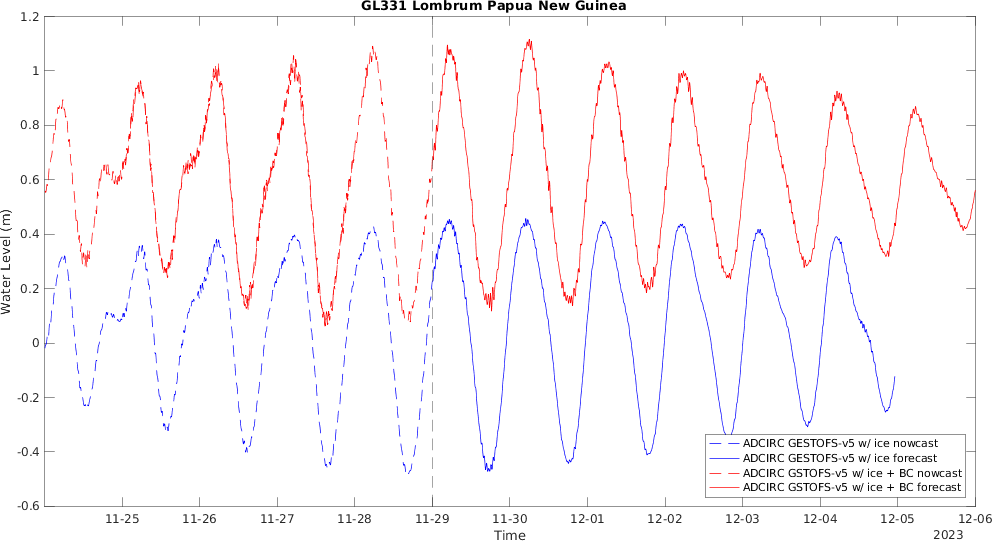 GL331 Lombrum Papua New Guinea
1.2
1
0.8
0.6
0.4
0.2
0
-0.2
-0.4
-0.6
Water Level (m)
11-25 11-26 11-27 11-28 11-29 11-30 12-01 12-02 12-03 12-04 12-05 12-06
Time
2023
ADCIRC GESTOFS-v5 w/ ice nowcast
ADCIRC GESTOFS-v5 w/ ice forecast
ADCIRC GSTOFS-v5 w/ ice + BC nowcast
ADCIRC GSTOFS-v5 w/ ice + BC forecast